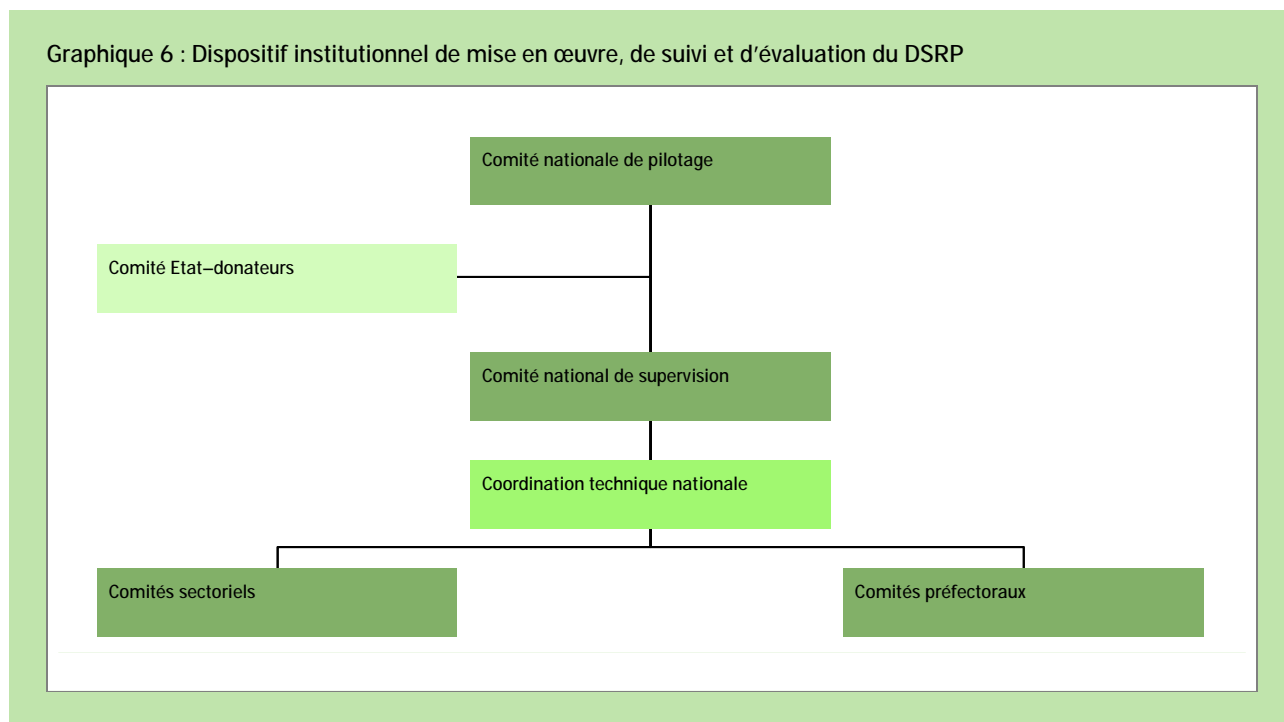 Graphique 6 : Dispositif institutionnel de mise en œuvre, de suivi et d'évaluation du DSRP
Comité nationale de pilotage
Comité Etat–donateurs
Comité national de supervision
Coordination technique nationale
Comités sectoriels
Comités préfectoraux